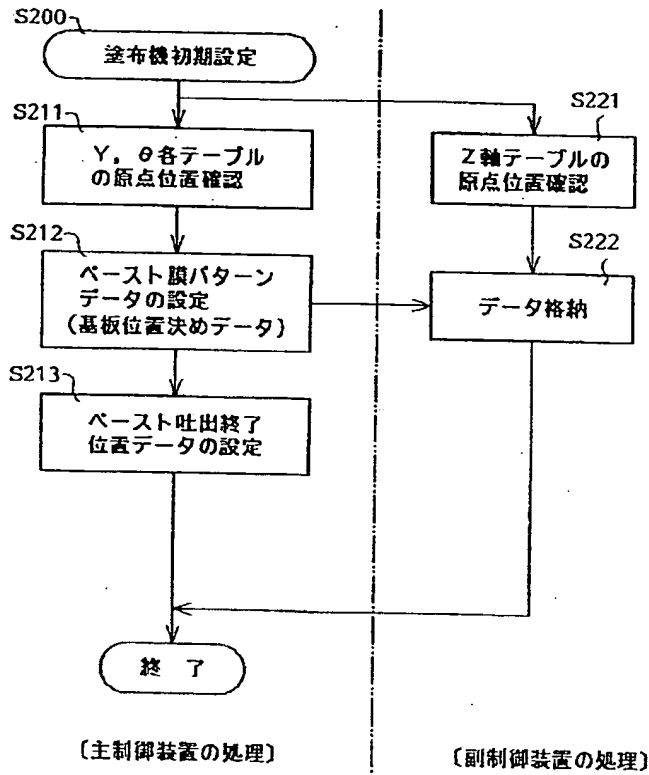 S200
塗布機初期設定
S211
Y,θ各テーブル
の原点位置確認
S221
Z軸テーブルの
原点位置確認
S212
ペースト膜パターン
データの設定
(基板位置決めデータ)
S222
データ格納
S213
ペースト吐出終了
位置データの設定
終 了
〔主制御装置の処理〕
〔副制御装置の処理〕